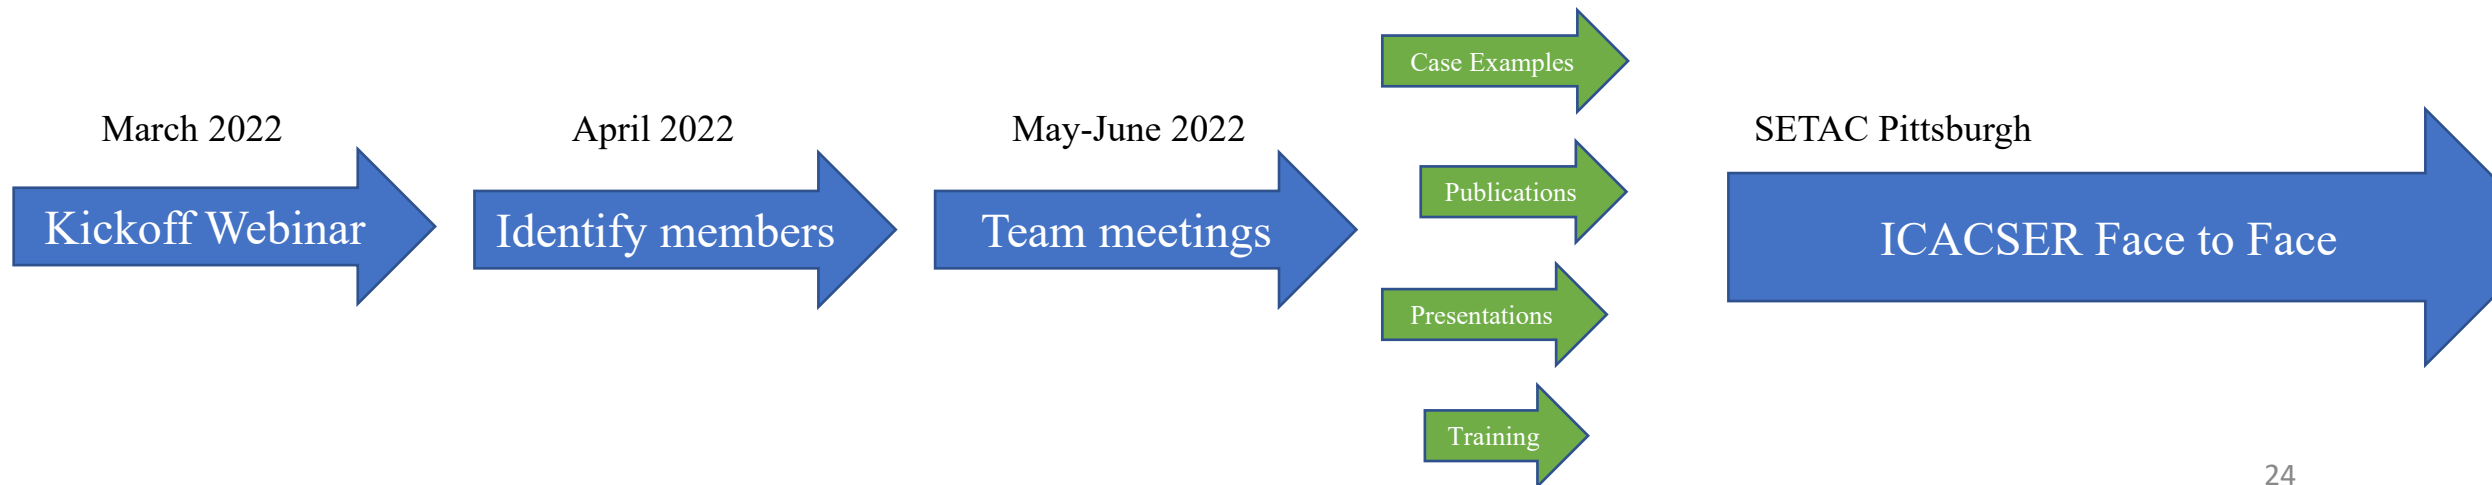 March 2022
Kickoff Webinar
April 2022
Identify members
May-June 2022
Team meetings
Case Examples
Publications
Presentations
Training
SETAC Pittsburgh
ICACSER Face to Face
24